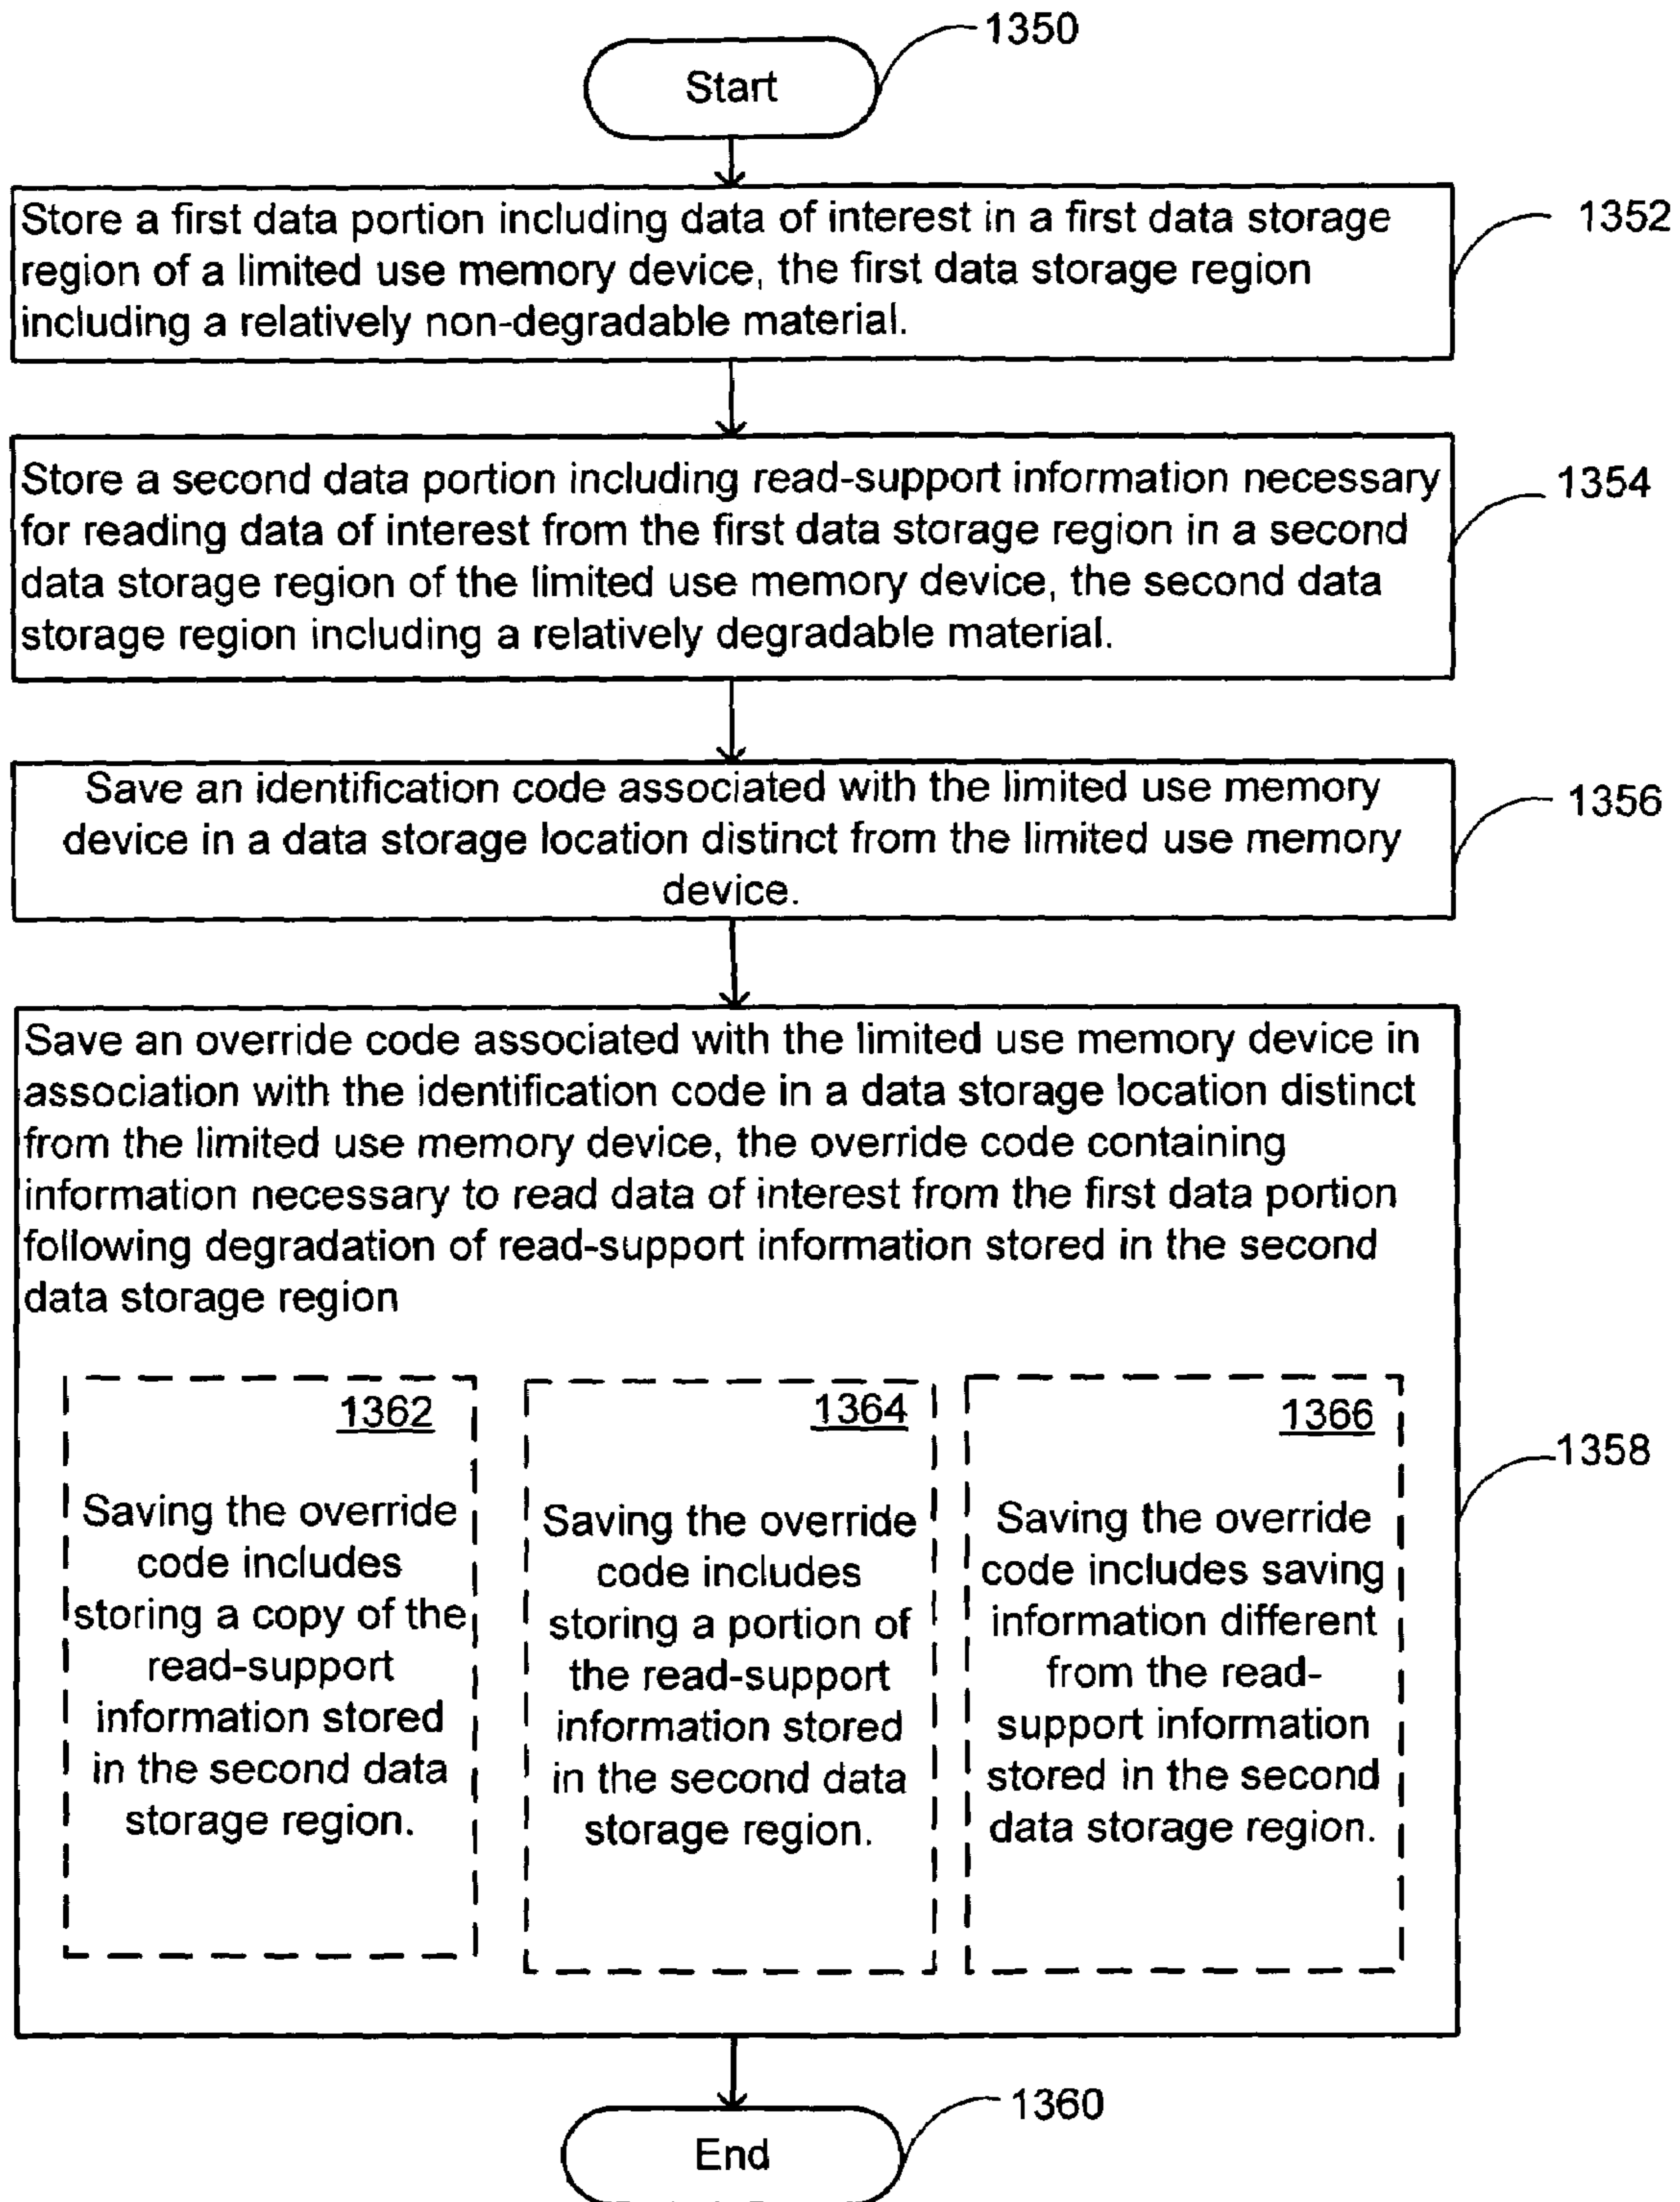 1350
Start
1352
Store a first data portion including data of interest in a first data storage
region of a limited use memory device, the first data storage region
including a relatively non-degradable material.
1354
Store a second data portion including read-support information necessary
for reading data of interest from the first data storage region in a second
data storage region of the limited use memory device, the second data
storage region including a relatively degradable material.
1356
Save an identification code associated with the limited use memory
device in a data storage location distinct from the limited use memory
device.
Save an override code associated with the limited use memory device in
association with the identification code in a data storage location distinct
from the limited use memory device, the override code containing
information necessary to read data of interest from the first data portion
following degradation of read-support information stored in the second
data storage region
1362
Saving the override
code includes
storing a copy of the
read-support
information stored
in the second data
storage region.
1364
Saving the override
code includes
storing a portion of
the read-support
information stored
in the second data
storage region.
1366
Saving the override
code includes saving
information different
from the read-
support information
stored in the second
data storage region.
1358
1360
End